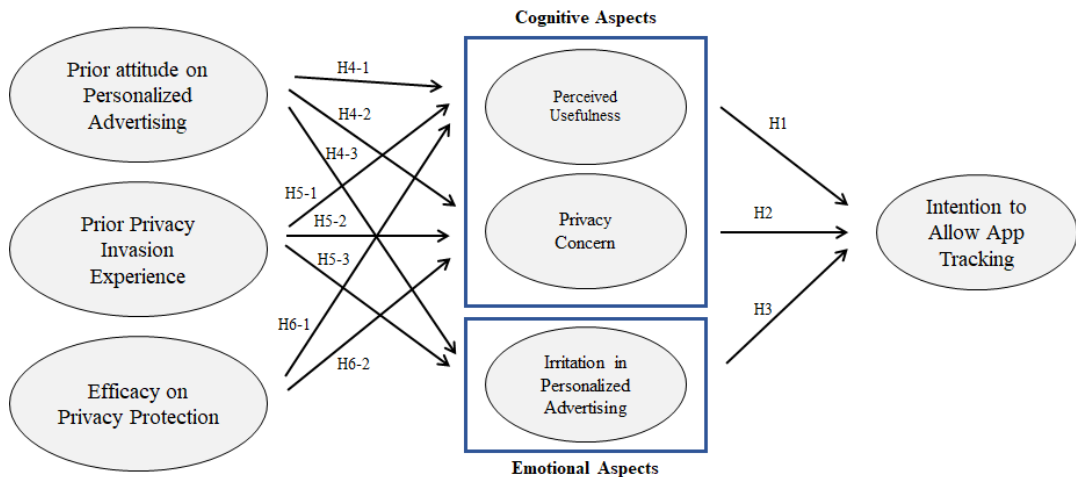 Cognitive Aspects
Prior attitude on
Personalized
Advertising
Prior Privacy
Invasion
Experience
Efficacy on
Privacy Protection
H4-1
H4-2
H4-3
H5-1
H5-2
H5-3
H6-1
H6-2
Perceived
Usefulness
Privacy
Concern
Irritation in
Personalized
Advertising
Emotional Aspects
H1
H2
H3
Intention to
Allow App
Tracking